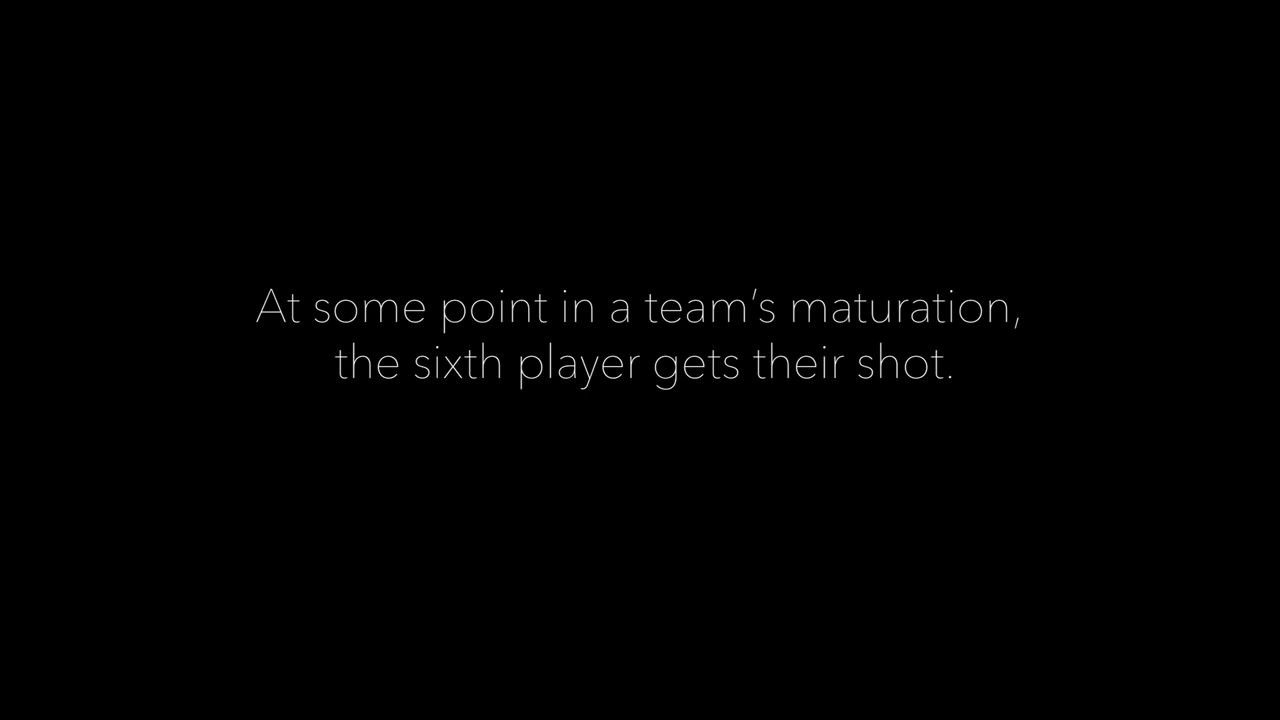 At some point in a team’s maturation,
the sixth player gets their shot.